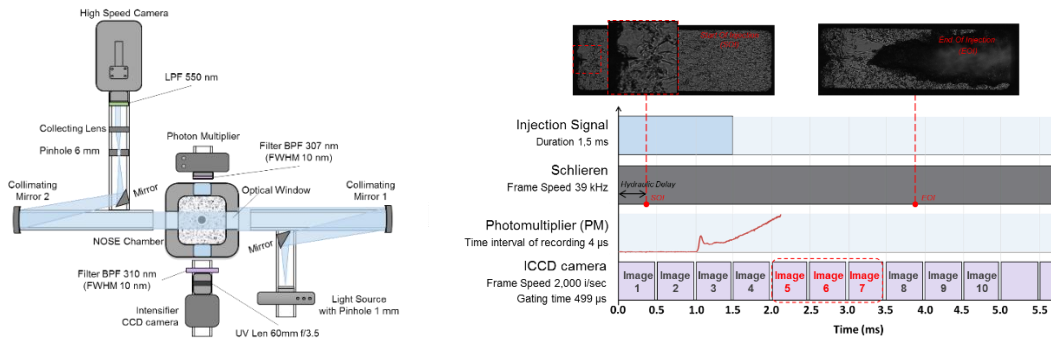 High Speed Camera
LPF 550 nm
Collecting Lens
Pinhole 6 mm
Photon Multiplier
Filter BPF 307 nm
(FWHM 10 nm)
Collimating
Mirror 2
Mirror
Optical Window
Collimating
Mirror 1
NOSE Chamber
Mirror
Filter BPF 310 nm
(FWHM 10 nm)
Light Source
with Pinhole 1 mm
Intensifier
CCD camera
UV Len 60mm f/3.5
End Of Injection
(EOI)
Injection Signal
Duration 1,5 ms
Schlieren
Frame Speed 39 kHz
Hydraulic Delay
SOI
EOI
Photomultiplier (PM)
Time interval of recording 4 µs
ICCD camera
Frame Speed 2,000 i/sec
Gating time 499 µs
Image 1
Image 2
Image 3
Image 4
Image 5
Image 6
Image 7
Image 8
Image 9
Image 10
0.0 0.5 1.0 1.5 2.0 2.5 3.0 3.5 4.0 4.5 5.0 5.5
Time (ms)